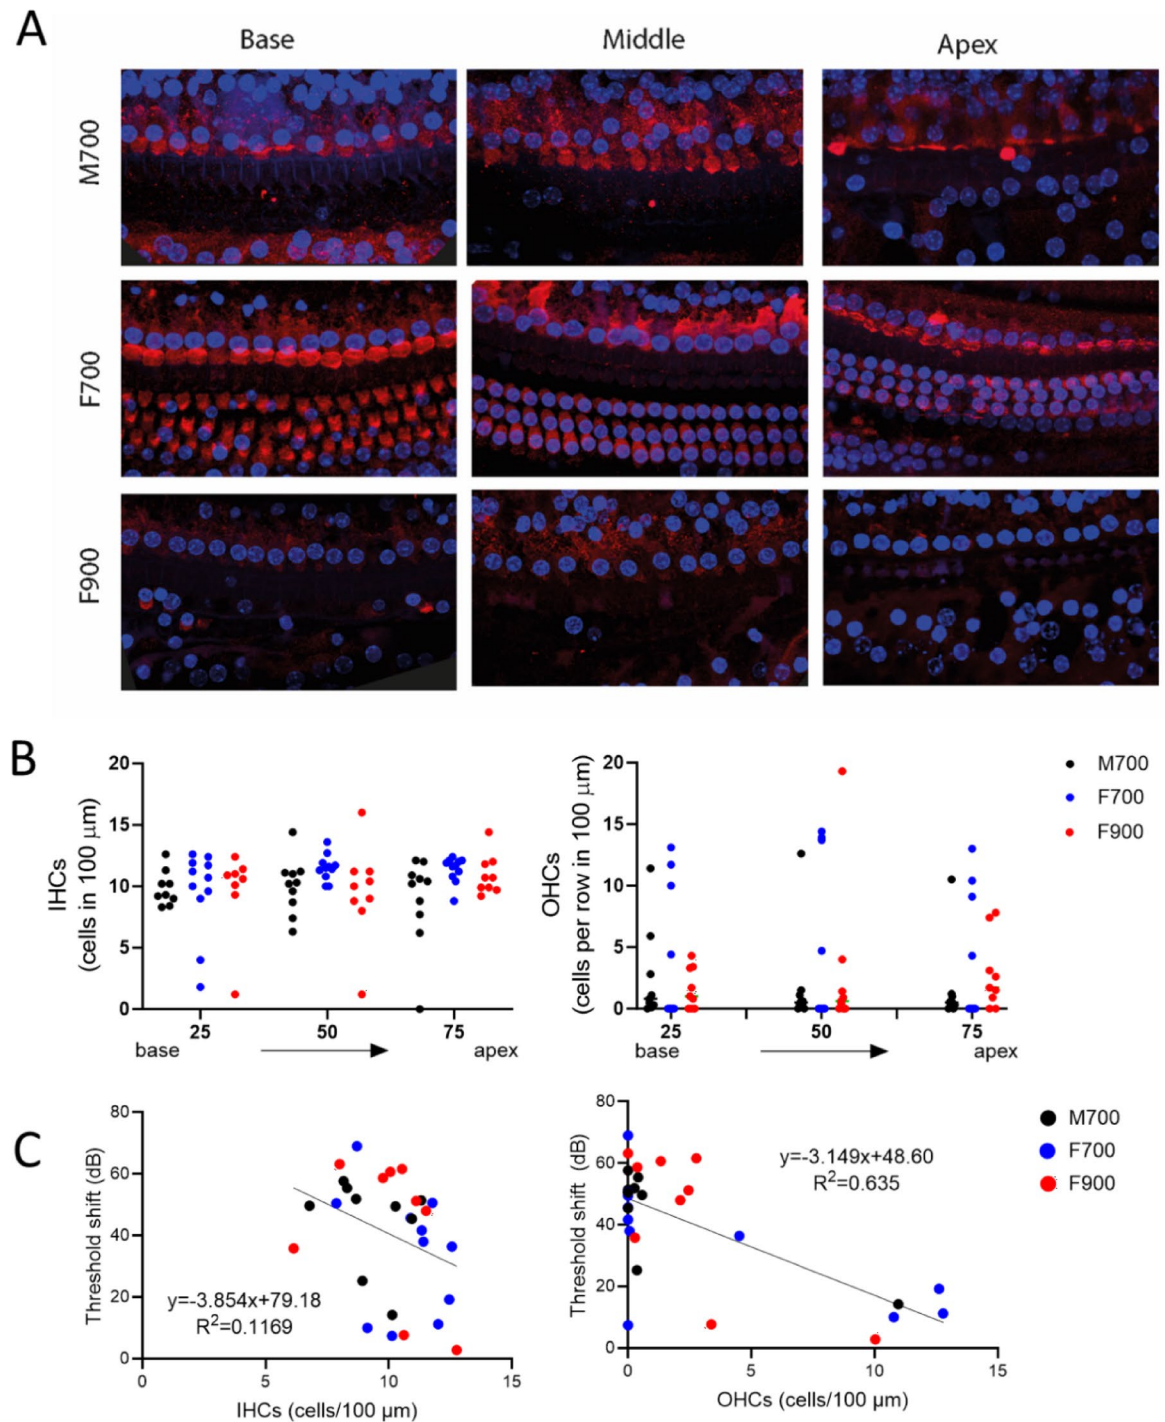 A
Base Middle Apex
M700
F700
F900
B
IHCs
(cells in 100 µm)
20
15
10
5
0
25 50 75
base apex
OHCs
(cells per row in 100 µm)
20
15
10
5
0
25 50 75
base apex
M700
F700
F900
C
Threshold shift (dB)
80
60
40
20
0
y=-3.854x+79.18
R²=0.1169
0 5 10 15
IHCs (cells/100 µm)
Threshold shift (dB)
80
60
40
20
0
y=-3.149x+48.60
R²=0.635
0 5 10 15
OHCs (cells/100 µm)
M700
F700
F900